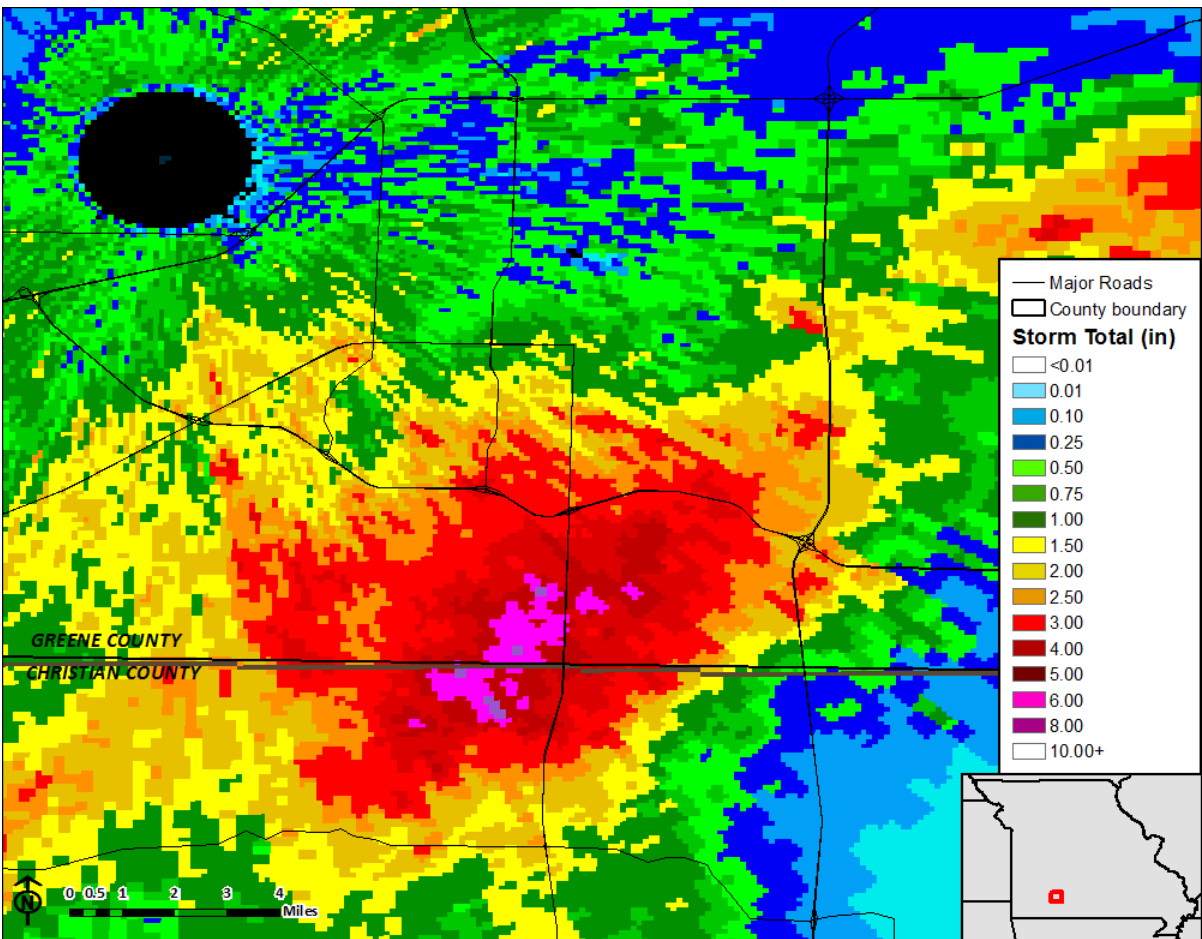 Major Roads
County boundary
Storm Total (in)
<0.01
0.01
0.10
0.25
0.50
0.75
1.00
1.50
2.00
2.50
3.00
4.00
5.00
6.00
8.00
10.00+
GREENE COUNTY
CHRISTIAN COUNTY
N
0 0.5 1 2 3 4
Miles